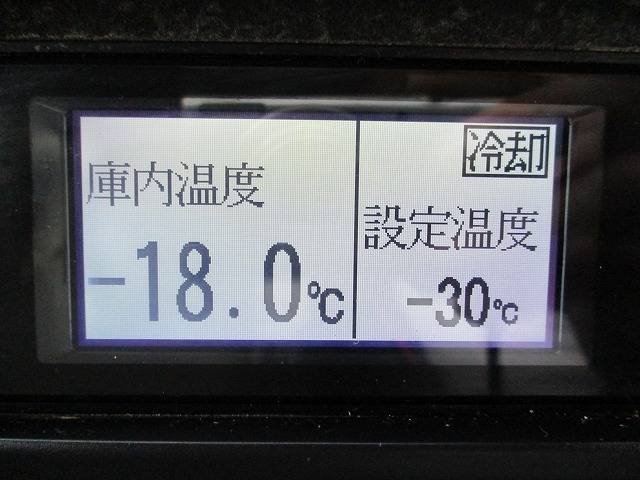 庫内温度
-18.0℃
冷却
設定温度
-30℃